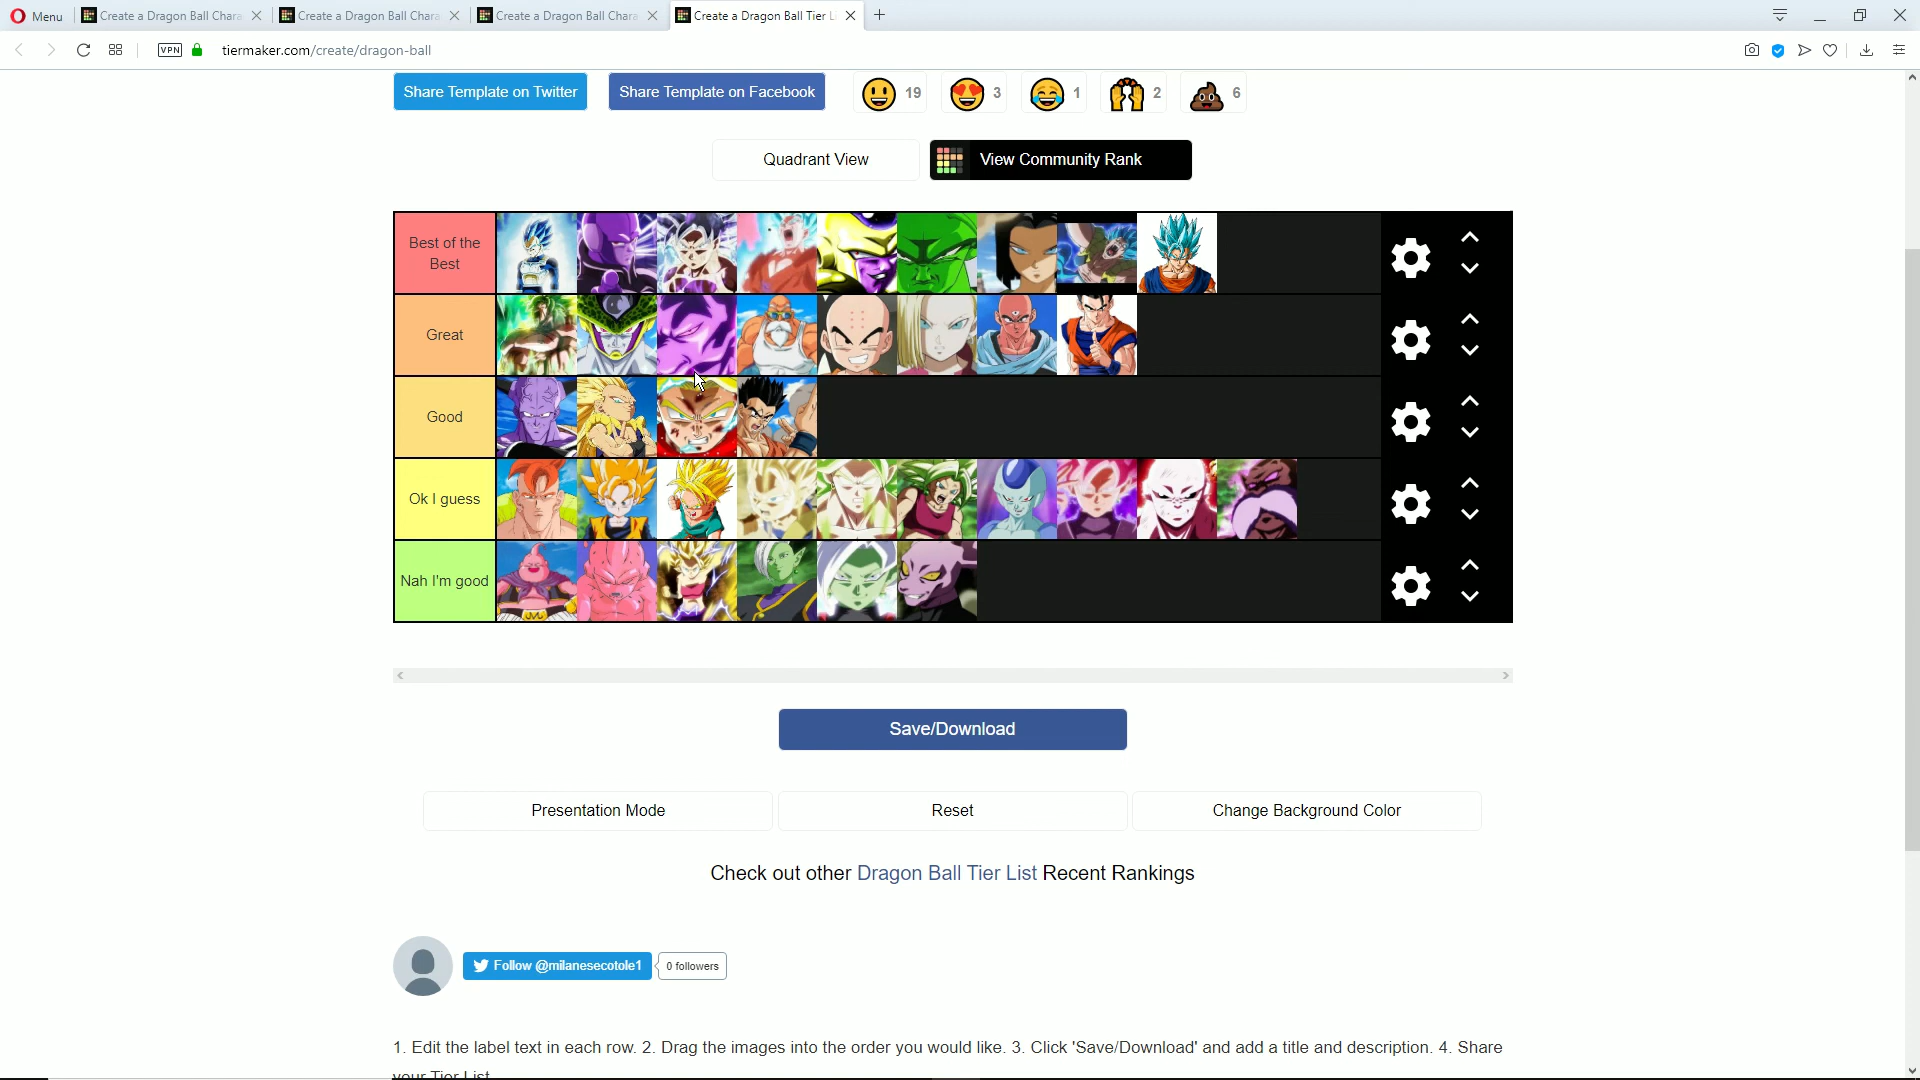 Menu
Create a Dragon Ball Chara
Create a Dragon Ball Chara
Create a Dragon Ball Chara
Create a Dragon Ball Tier L
VPN
tiermaker.com/create/dragon-ball
Share Template on Twitter
Share Template on Facebook
19
3
1
2
6
Quadrant View
View Community Rank
Best of the
Best
Great
Good
Ok I guess
Nah I'm good
Save/Download
Presentation Mode
Reset
Change Background Color
Check out other Dragon Ball Tier List Recent Rankings
Follow @milanesecotole1
0 followers
1. Edit the label text in each row. 2. Drag the images into the order you would like. 3. Click 'Save/Download' and add a title and description. 4. Share
your Tier List